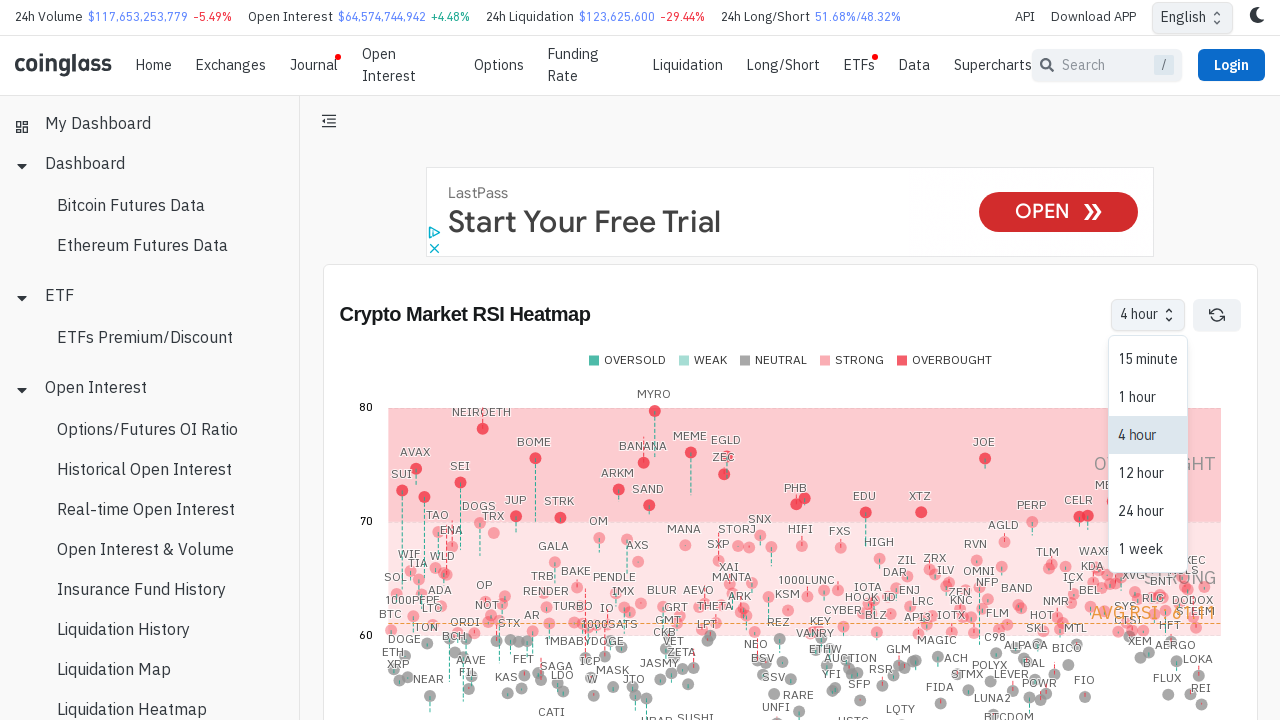 24h Volume $117,653,253,779 -5.49% Open Interest $64,574,744,942 +4.48% 24h Liquidation $123,625,600 -29.44% 24h Long/Short 51.68%/48.32% API Download APP English
coinglass Home Exchanges Journal Open Interest Options Funding Rate Liquidation Long/Short ETFs Data Supercharts Search / Login
My Dashboard
Dashboard
Bitcoin Futures Data
Ethereum Futures Data
ETF
ETFs Premium/Discount
Open Interest
Options/Futures OI Ratio
Historical Open Interest
Real-time Open Interest
Open Interest & Volume
Insurance Fund History
Liquidation History
Liquidation Map
Liquidation Heatmap
LastPass
Start Your Free Trial
OPEN
Crypto Market RSI Heatmap
4 hour
15 minute
1 hour
4 hour
12 hour
24 hour
1 week
OVERSOLD WEAK NEUTRAL STRONG OVERBOUGHT
80
MYRO
NEIROETH
BOME BANANA MEME EGLD JOE
AVAX ZEC
SUI SEI ARKM
SAND PHB EDU XTZ
JUP STRK CELR
DOGS PERP
70
TAO TRX
ENA OM MANA STORJ SNX HIFI FXS AGLD
GALA AXS SXP HIGH RVN TLM WAXP
WIF WLD
TIA XAI ZIL ZRX KDA
SOL TRB BAKE PENDLE MANTA 1000LUNC DAR ILV OMNI ICX XVG
OP RENDER IMX BLUR AEVO ARK KSM IOTA HOOK ID ENJ ZEN NFP BAND T BEL BNT
ADA
1000PEPE LTC NOT TURBO IO GRT THETA CYBER BLZ LRC KNC NMR SYS RLC DODOX
BTC AR API3 IOTX FLM HOT STEEM
TON ORDI STX 1000SATS GMT LPT REZ KEY SKL MTL CTSI HFT
60
DOGE BCH MBABYDOGE CKB VET NEO VANRY MAGIC C98 ALPACA BICO XEM AERGO
ETH AAVE FET ICP ZETA BSV ETHW AUCTION GLM ACH POLYX BAL LOKA
XRP FIL SAGA MASK JASMY
NEAR KAS LDO W JTO SSV YFI SFP RSR STMX LEVER POWR FIO FLUX
RARE FIDA LUNA2 REI
CATI SUSHI UNFI LQTY BTCDOM